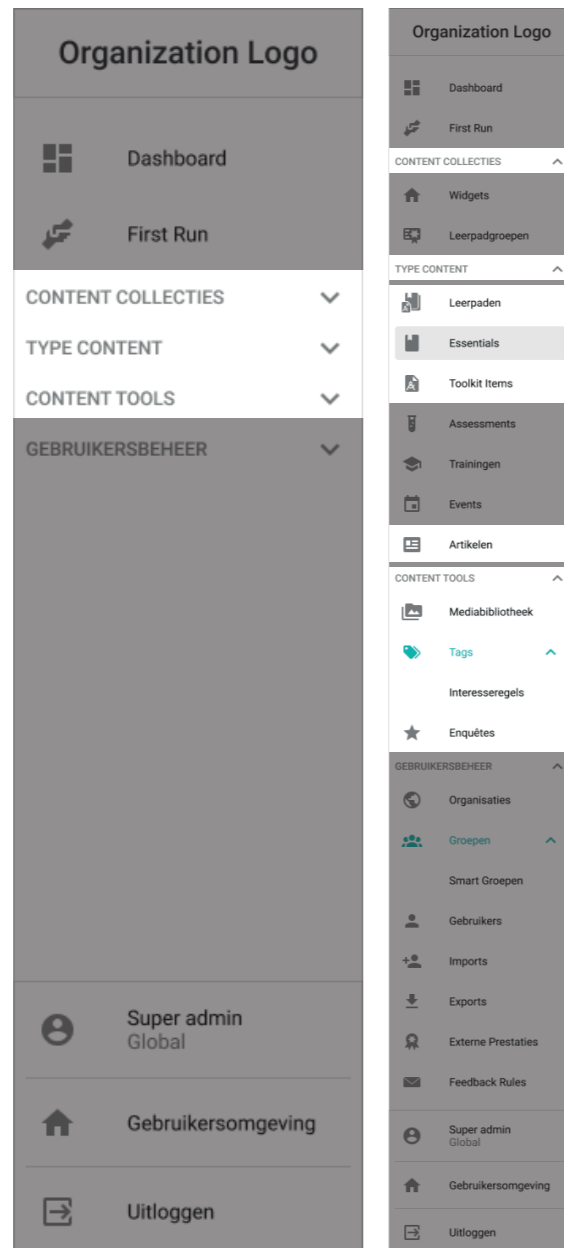 Organization Logo
Dashboard
First Run
CONTENT COLLECTIES
TYPE CONTENT
CONTENT TOOLS
GEBRUIKERSBEHEER
Super admin
Global
Gebruikersomgeving
Uitloggen
Organization Logo
Dashboard
First Run
CONTENT COLLECTIES
Widgets
Leerpadgroepen
TYPE CONTENT
Leerpaden
Essentials
Toolkit Items
Assessments
Trainingen
Events
Artikelen
CONTENT TOOLS
Mediabibliotheek
Tags
Interesseregels
Enquêtes
GEBRUIKERSBEHEER
Organisaties
Groepen
Smart Groepen
Gebruikers
Imports
Exports
Externe Prestaties
Feedback Rules
Super admin
Global
Gebruikersomgeving
Uitloggen